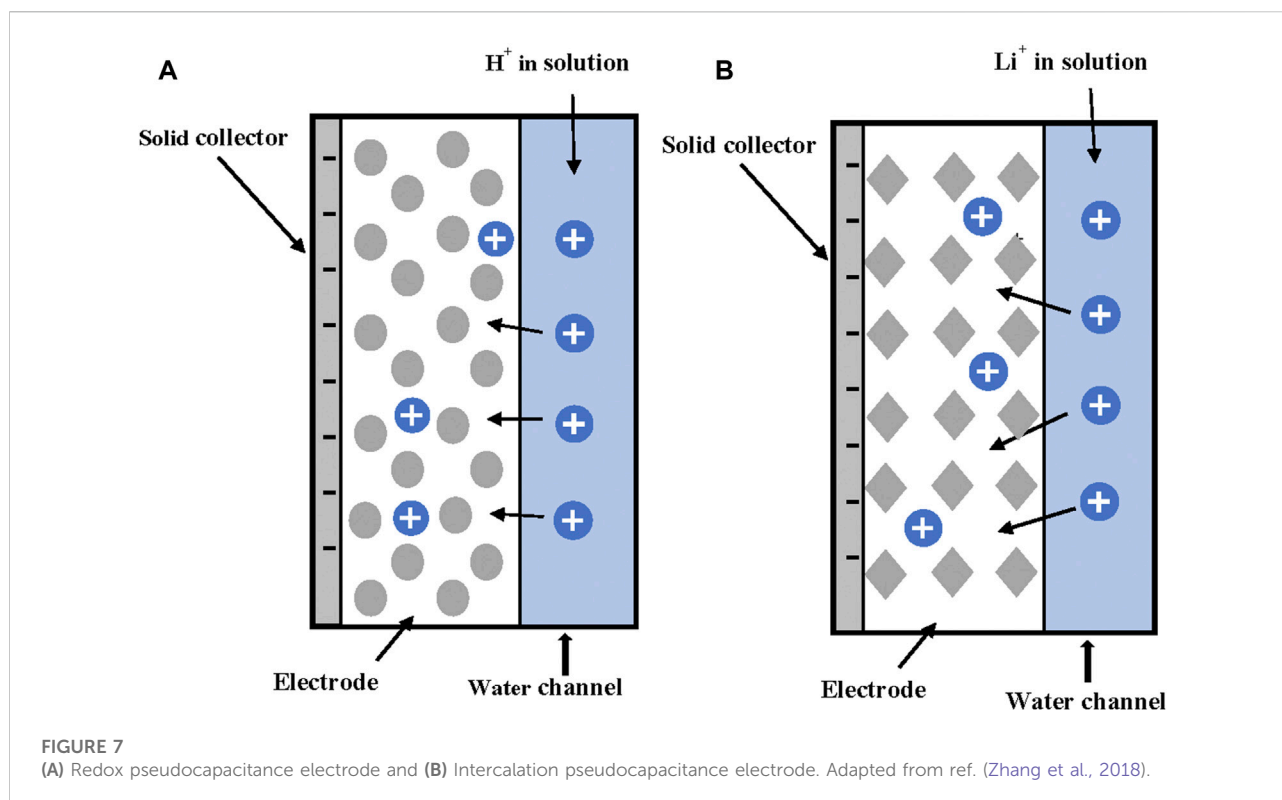 A
H⁺ in solution
Solid collector
Electrode
Water channel
B
Li⁺ in solution
Solid collector
Electrode
Water channel
FIGURE 7
(A) Redox pseudocapacitance electrode and (B) Intercalation pseudocapacitance electrode. Adapted from ref. (Zhang et al., 2018).